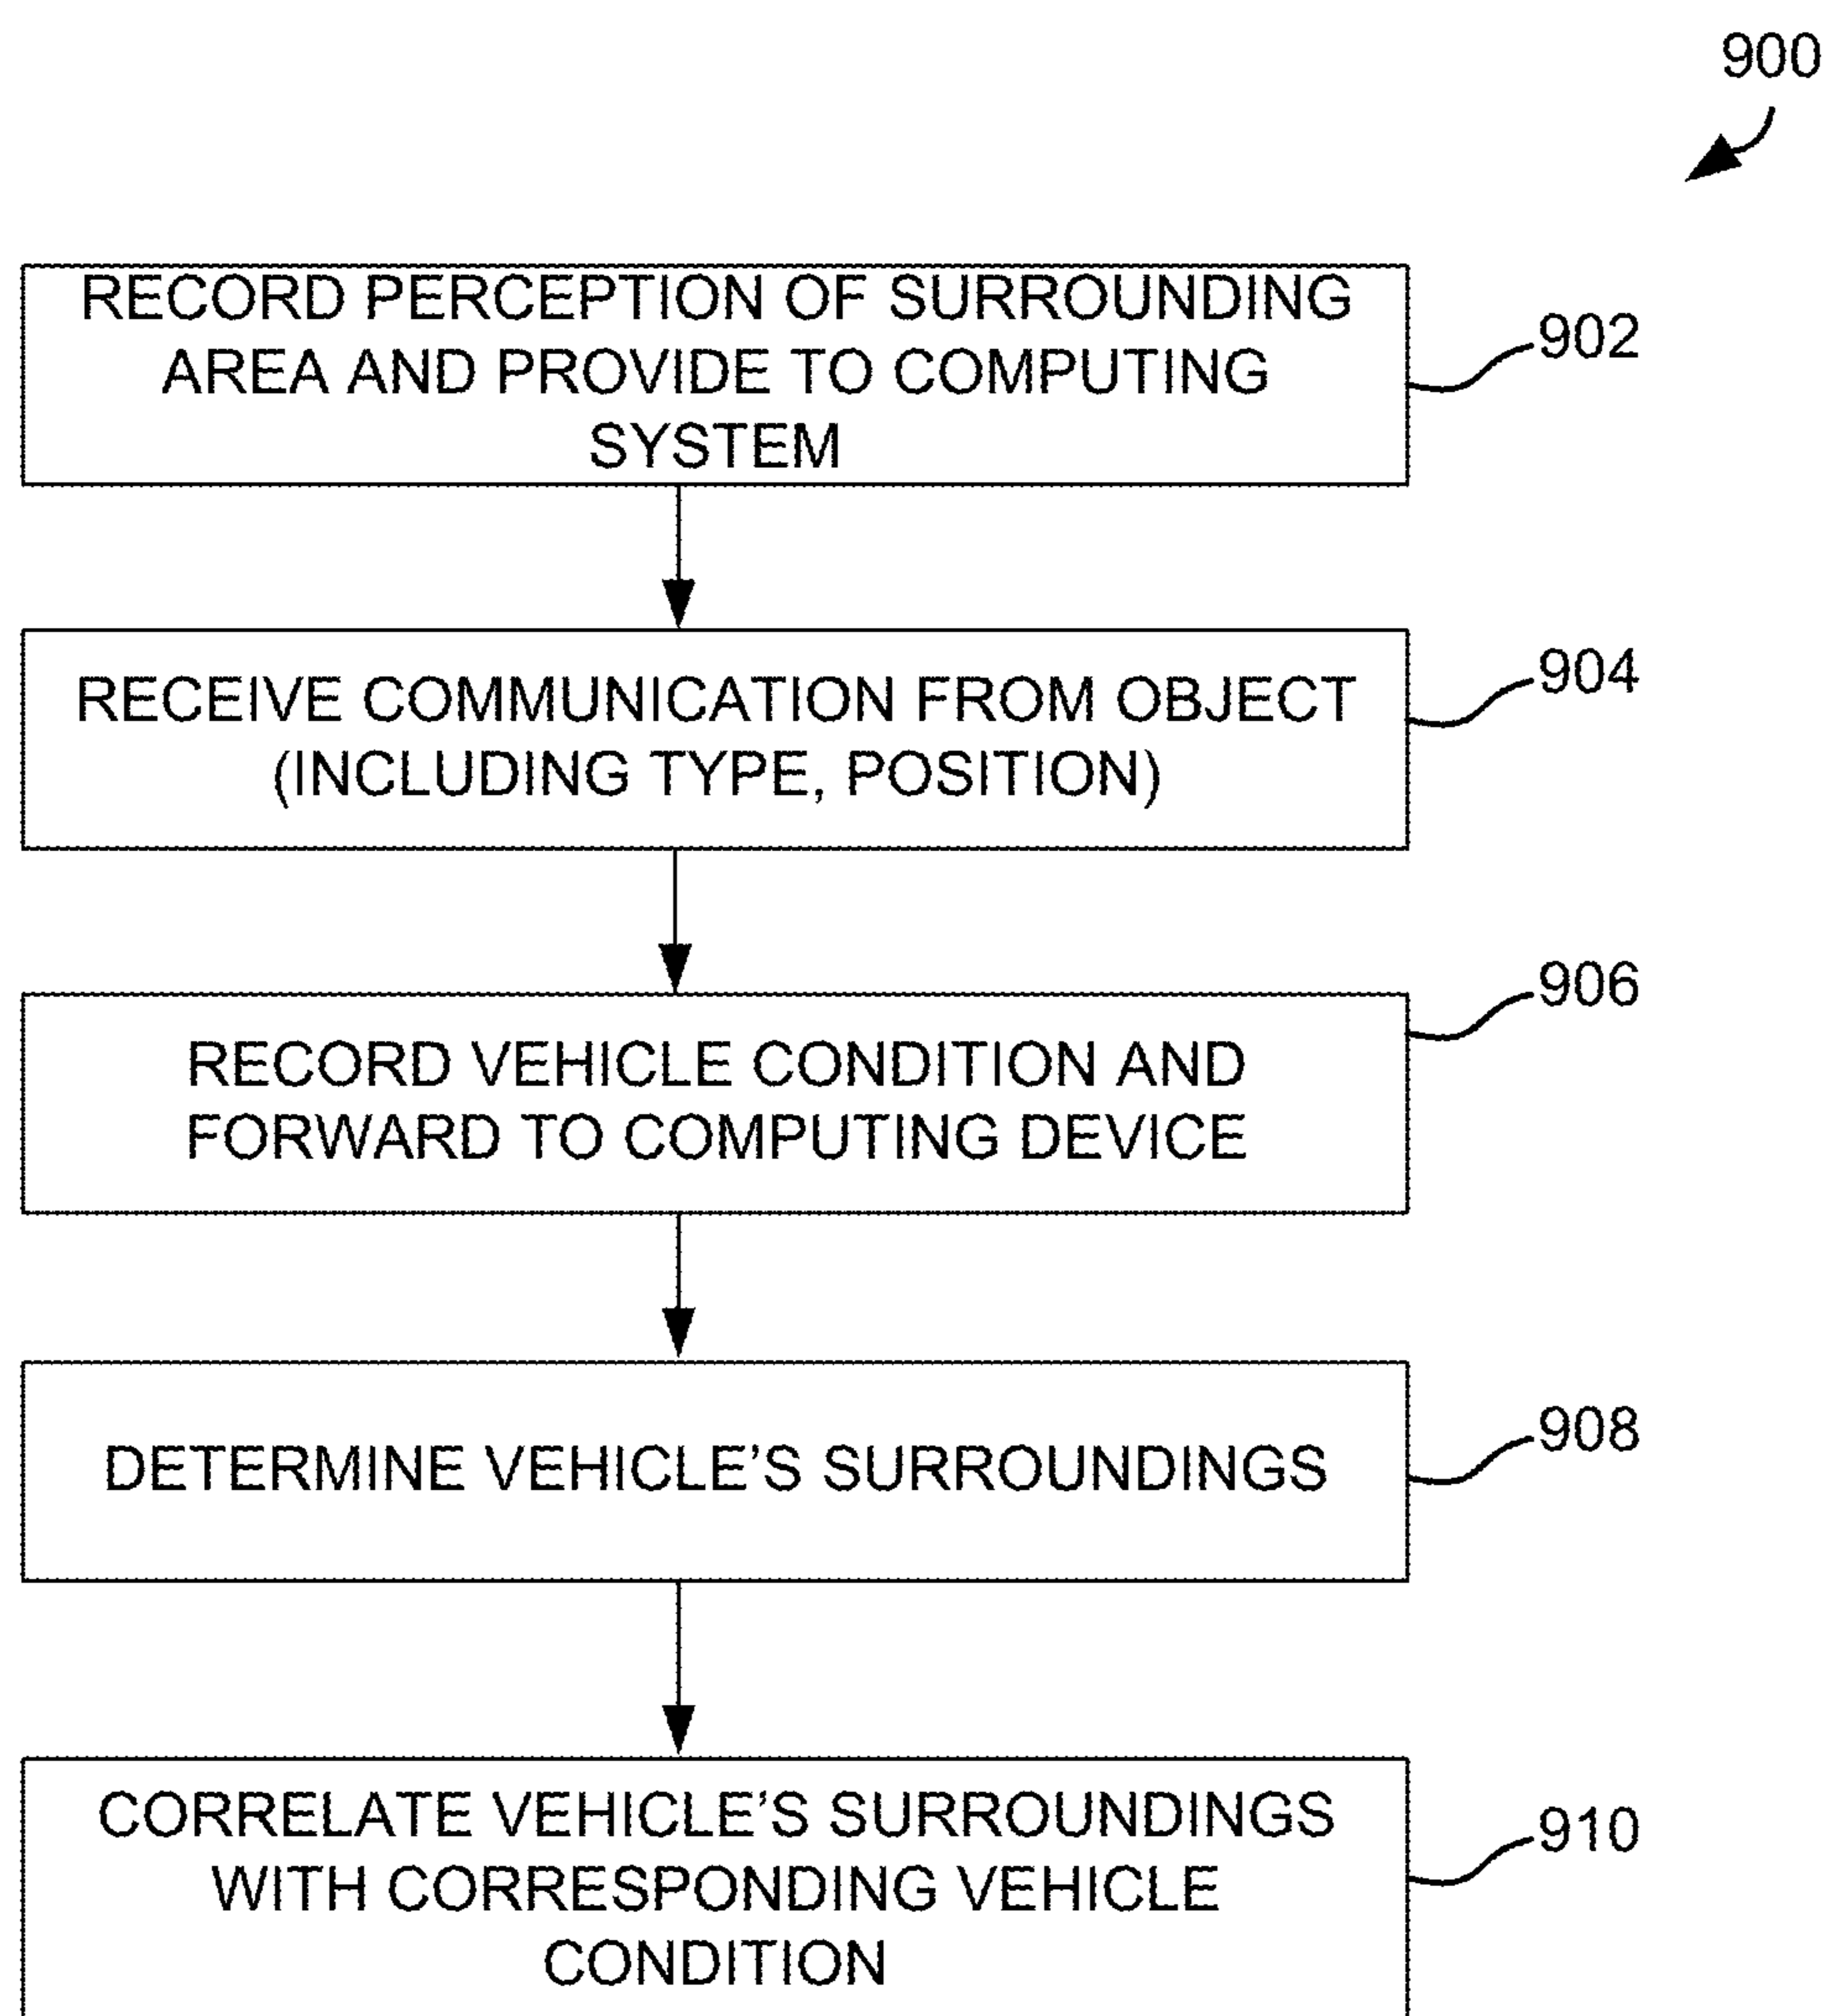 900
RECORD PERCEPTION OF SURROUNDING
AREA AND PROVIDE TO COMPUTING
SYSTEM
902
RECEIVE COMMUNICATION FROM OBJECT
(INCLUDING TYPE, POSITION)
904
RECORD VEHICLE CONDITION AND
FORWARD TO COMPUTING DEVICE
906
DETERMINE VEHICLE’S SURROUNDINGS
908
CORRELATE VEHICLE’S SURROUNDINGS
WITH CORRESPONDING VEHICLE
CONDITION
910